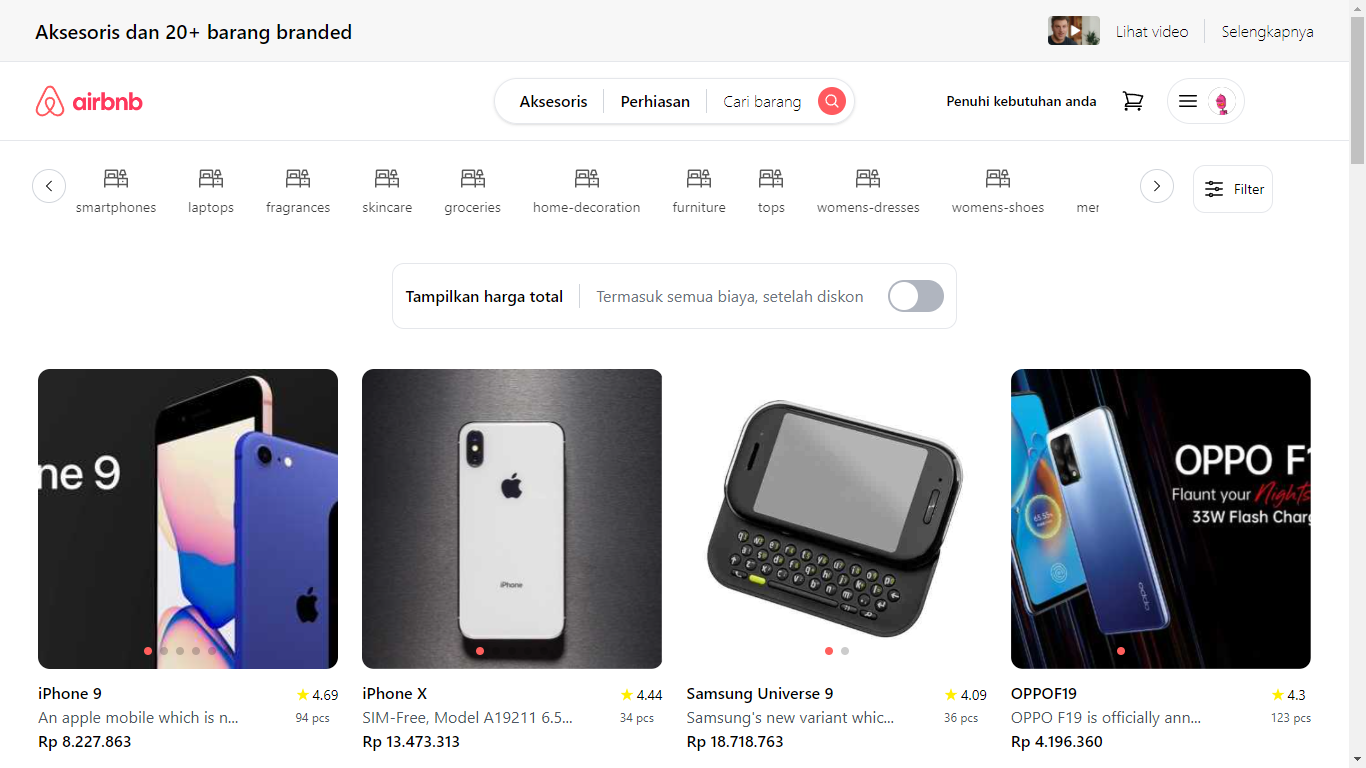 Aksesoris dan 20+ barang branded
Lihat video
Selengkapnya
airbnb
Aksesoris
Perhiasan
Cari barang
Penuhi kebutuhan anda
smartphones
laptops
fragrances
skincare
groceries
home-decoration
furniture
tops
womens-dresses
womens-shoes
mer
Filter
Tampilkan harga total
Termasuk semua biaya, setelah diskon
ne 9
iPhone
OPPO F1
Flaunt your Nights
33W Flash Charg
oppo
iPhone 9
4.69
An apple mobile which is n...
94 pcs
Rp 8.227.863
iPhone X
4.44
SIM-Free, Model A19211 6.5...
34 pcs
Rp 13.473.313
Samsung Universe 9
4.09
Samsung's new variant whic...
36 pcs
Rp 18.718.763
OPPOF19
4.3
OPPO F19 is officially ann...
123 pcs
Rp 4.196.360